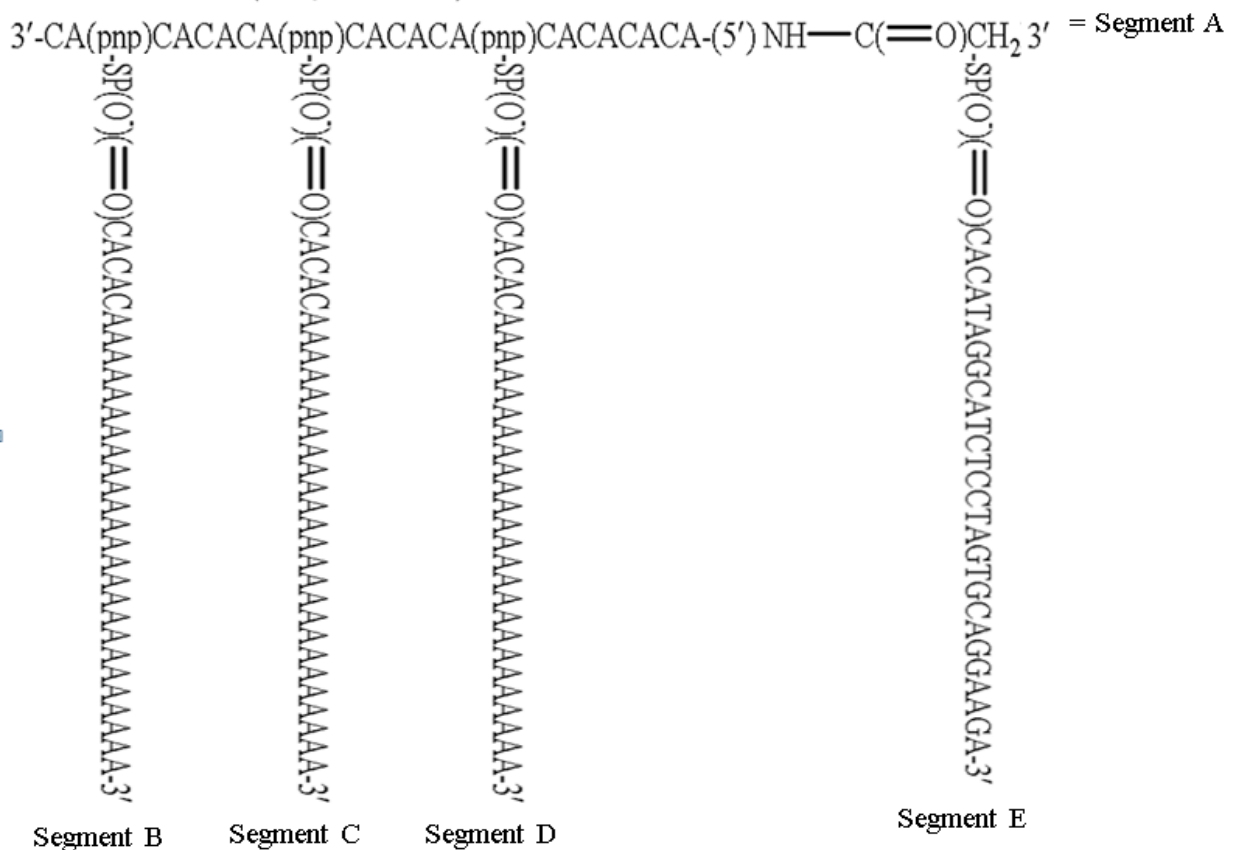 3′-CA(pnp)CACACA(pnp)CACACA(pnp)CACACACA-(5′) NH—C(=O)CH₂ 3′ = Segment A
-SP(O⁻)(=O)CACACAAAAAAAAAAAAAAAAAAAAAAAAA-3′
-SP(O⁻)(=O)CACACAAAAAAAAAAAAAAAAAAAAAAAAA-3′
-SP(O⁻)(=O)CACACAAAAAAAAAAAAAAAAAAAAAAAAA-3′
-SP(O⁻)(=O)CACATAGGCATCTCCTAGTGCAGGAAGA-3′
Segment B
Segment C
Segment D
Segment E